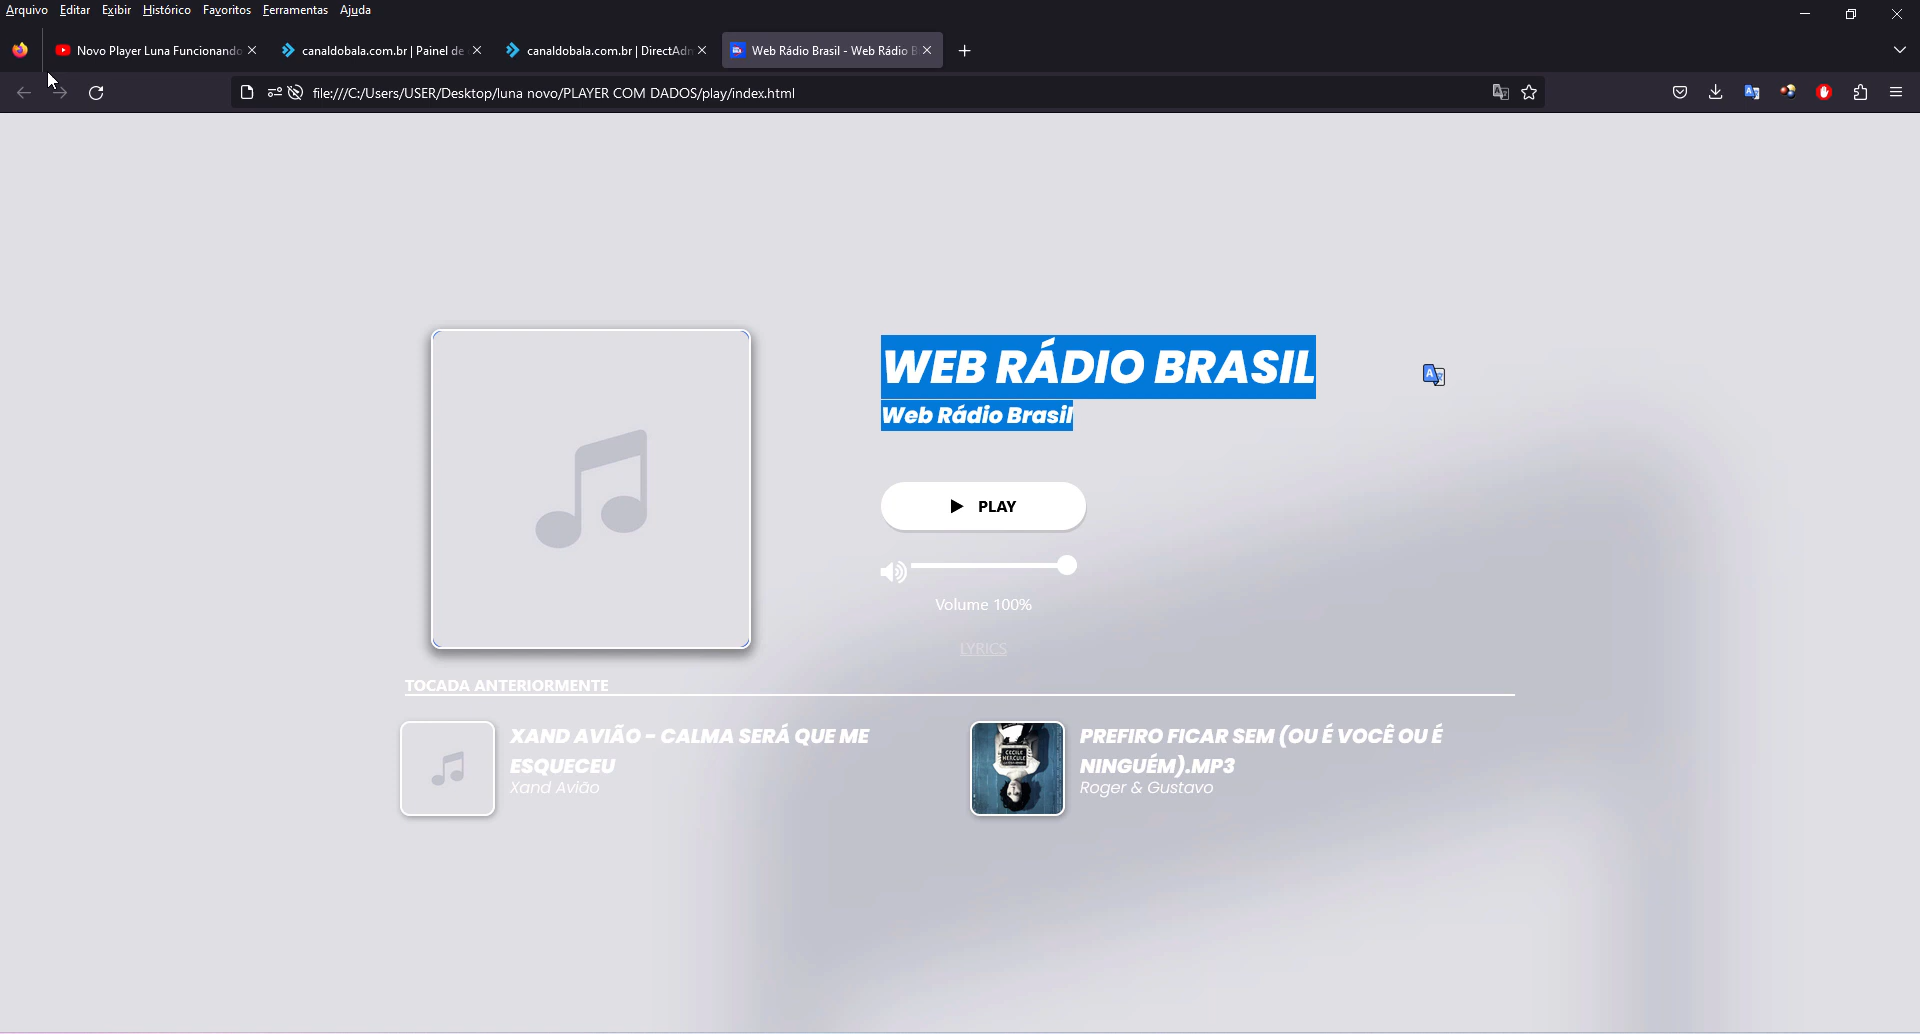 Arquivo Editar Exibir Histórico Favoritos Ferramentas Ajuda
Novo Player Luna Funcionando
canaldobala.com.br | Painel de
canaldobala.com.br | DirectAdm
Web Rádio Brasil - Web Rádio B
file:///C:/Users/USER/Desktop/luna novo/PLAYER COM DADOS/play/index.html
WEB RÁDIO BRASIL
Web Rádio Brasil
PLAY
Volume 100%
LYRICS
TOCADA ANTERIORMENTE
XAND AVIÃO - CALMA SERÁ QUE ME
ESQUECEU
Xand Avião
PREFIRO FICAR SEM (OU É VOCÊ OU É
NINGUÉM).MP3
Roger & Gustavo
CECILE
HERCULE